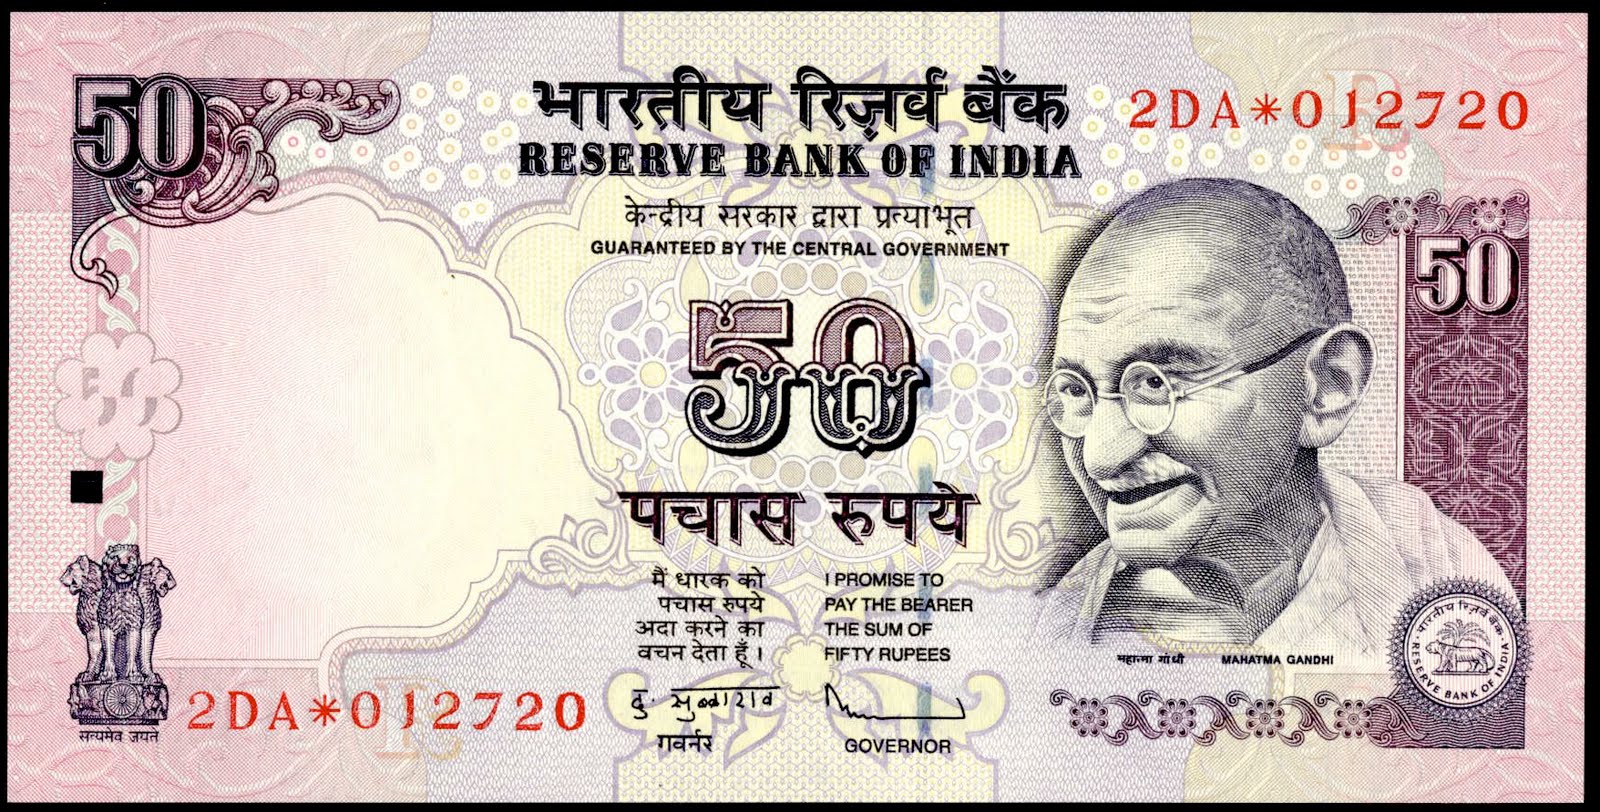 50
भारतीय रिज़र्व बैंक
2DA*012720
RESERVE BANK OF INDIA
केन्द्रीय सरकार द्वारा प्रत्याभूत
GUARANTEED BY THE CENTRAL GOVERNMENT
50
50
पचास रुपये
मैं धारक को
पचास रुपये
अदा करने का
वचन देता हूँ।
I PROMISE TO
PAY THE BEARER
THE SUM OF
FIFTY RUPEES
महात्मा गांधी MAHATMA GANDHI
भारतीय रिज़र्व बैंक
RESERVE BANK OF INDIA
सत्यमेव जयते
2DA*012720
दु. सुब्बाराव
गवर्नर
GOVERNOR